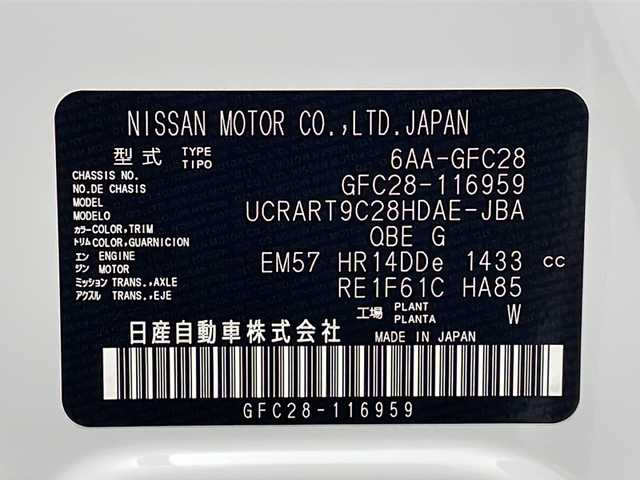 NISSAN MOTOR CO.,LTD.JAPAN
型式 TYPE TIPO 6AA-GFC28
CHASSIS NO.
NO.DE CHASIS GFC28-116959
MODEL
MODELO UCRART9C28HDAE-JBA
カラー COLOR,TRIM
トリム COLOR,GUARNICION QBE G
エン ENGINE
ジン MOTOR EM57 HR14DDe 1433 cc
ミッション TRANS.,AXLE
アクスル TRANS.,EJE RE1F61C HA85
工場 PLANT PLANTA W
日産自動車株式会社 MADE IN JAPAN
GFC28-116959